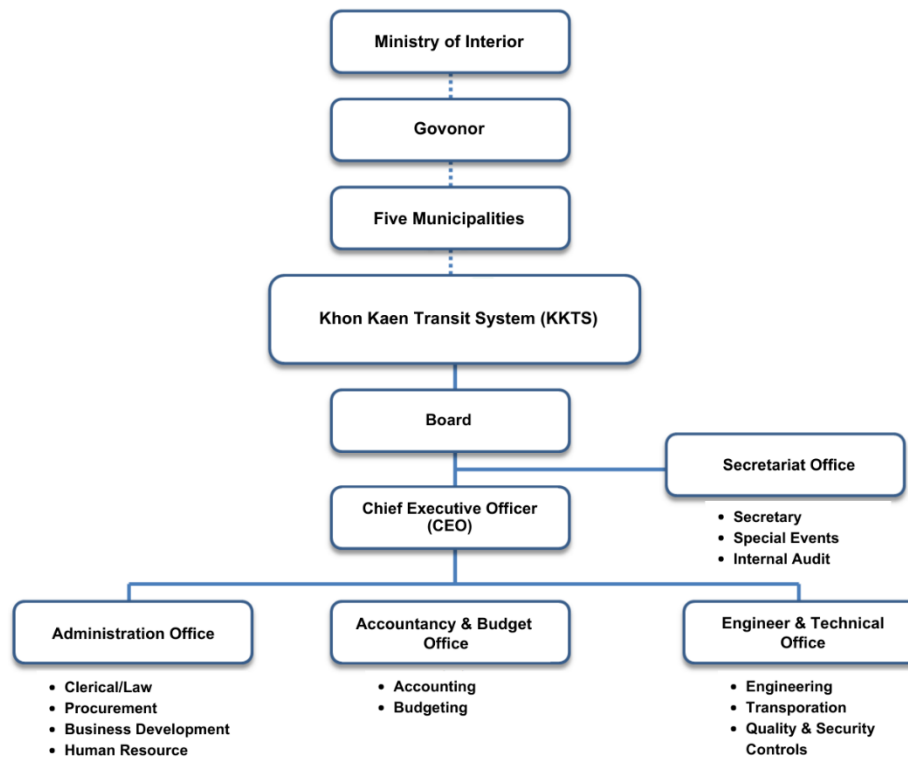 Ministry of Interior
Govonor
Five Municipalities
Khon Kaen Transit System (KKTS)
Board
Secretariat Office
• Secretary
• Special Events
• Internal Audit
Chief Executive Officer
(CEO)
Administration Office
• Clerical/Law
• Procurement
• Business Development
• Human Resource
Accountancy & Budget
Office
• Accounting
• Budgeting
Engineer & Technical
Office
• Engineering
• Transporation
• Quality & Security
Controls